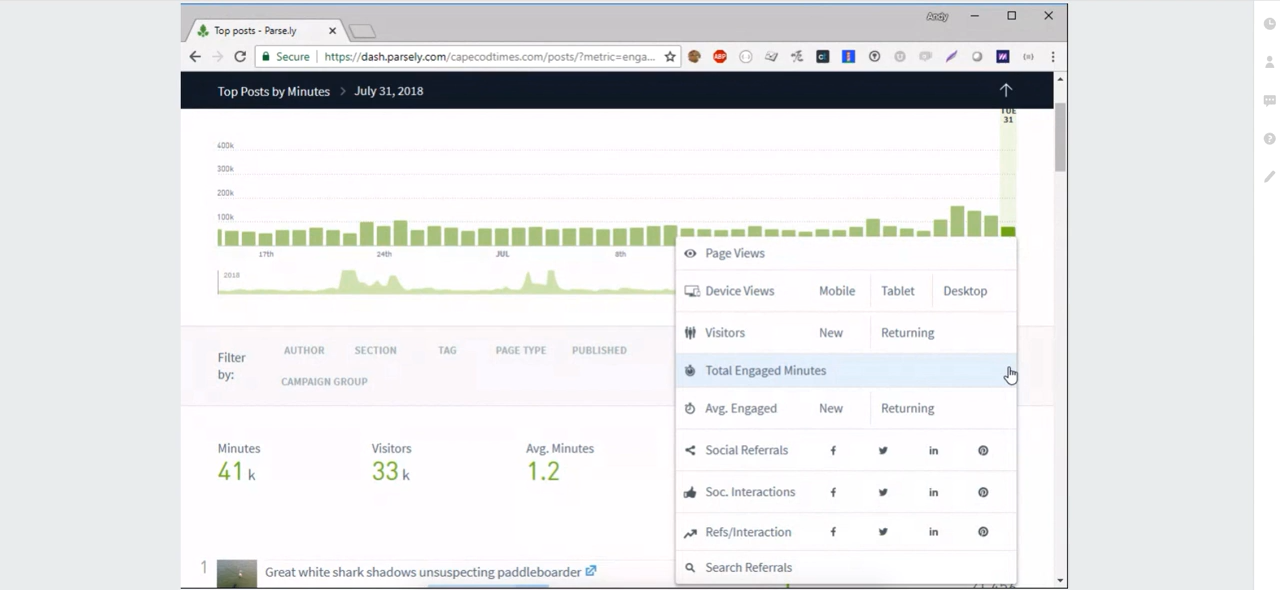 Top posts - Parse.ly
Andy
Secure https://dash.parsely.com/capecodtimes.com/posts/?metric=enga...
Top Posts by Minutes > July 31, 2018
TUE
31
400k
300k
200k
100k
17th 24th JUL 8th
2018
Filter by:
AUTHOR SECTION TAG PAGE TYPE PUBLISHED
CAMPAIGN GROUP
Minutes Visitors Avg. Minutes
41 k 33 k 1.2
1 Great white shark shadows unsuspecting paddleboarder
Page Views
Device Views Mobile Tablet Desktop
Visitors New Returning
Total Engaged Minutes
Avg. Engaged New Returning
Social Referrals
Soc. Interactions
Refs/Interaction
Search Referrals